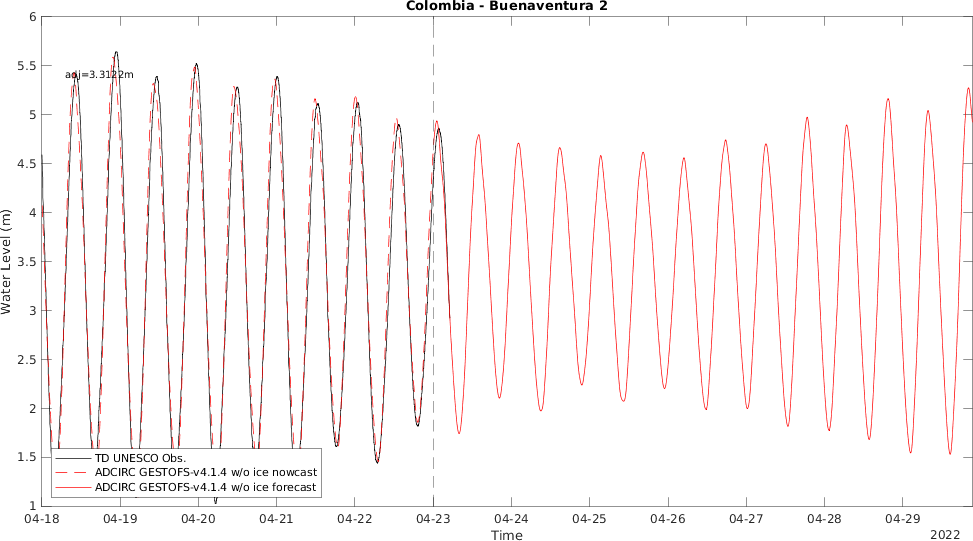 Colombia - Buenaventura 2
adj=3.3122m
6
5.5
5
4.5
4
3.5
3
2.5
2
1.5
1
Water Level (m)
TD UNESCO Obs.
ADCIRC GESTOFS-v4.1.4 w/o ice nowcast
ADCIRC GESTOFS-v4.1.4 w/o ice forecast
04-18 04-19 04-20 04-21 04-22 04-23 04-24 04-25 04-26 04-27 04-28 04-29
Time
2022